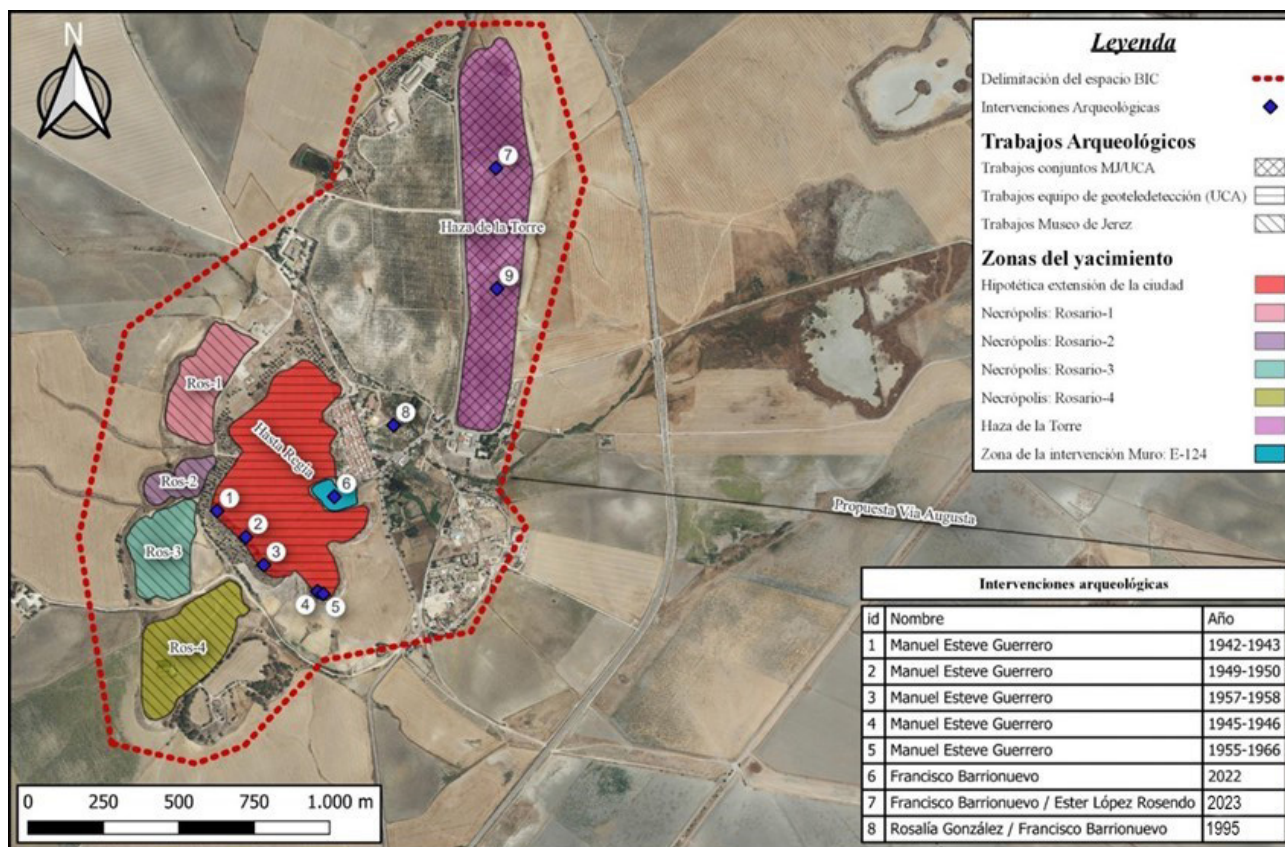 N
Leyenda
Delimitación del espacio BIC
Intervenciones Arqueológicas
Trabajos Arqueológicos
Trabajos conjuntos MJ/UCA
Trabajos equipo de geoteledetección (UCA)
Trabajos Museo de Jerez
Zonas del yacimiento
Hipotética extensión de la ciudad
Necrópolis: Rosario-1
Necrópolis: Rosario-2
Necrópolis: Rosario-3
Necrópolis: Rosario-4
Haza de la Torre
Zona de la intervención Muro: E-124
7
Haza de la Torre
9
Ros-1
8
Hasta Regia
Ros-2
6
1
Propuesta Vía Augusta
2
Ros-3
3
4
5
Ros-4
0 250 500 750 1.000 m
Intervenciones arqueológicas
id Nombre Año
1 Manuel Esteve Guerrero 1942-1943
2 Manuel Esteve Guerrero 1949-1950
3 Manuel Esteve Guerrero 1957-1958
4 Manuel Esteve Guerrero 1945-1946
5 Manuel Esteve Guerrero 1955-1966
6 Francisco Barrionuevo 2022
7 Francisco Barrionuevo / Ester López Rosendo 2023
8 Rosalía González / Francisco Barrionuevo 1995